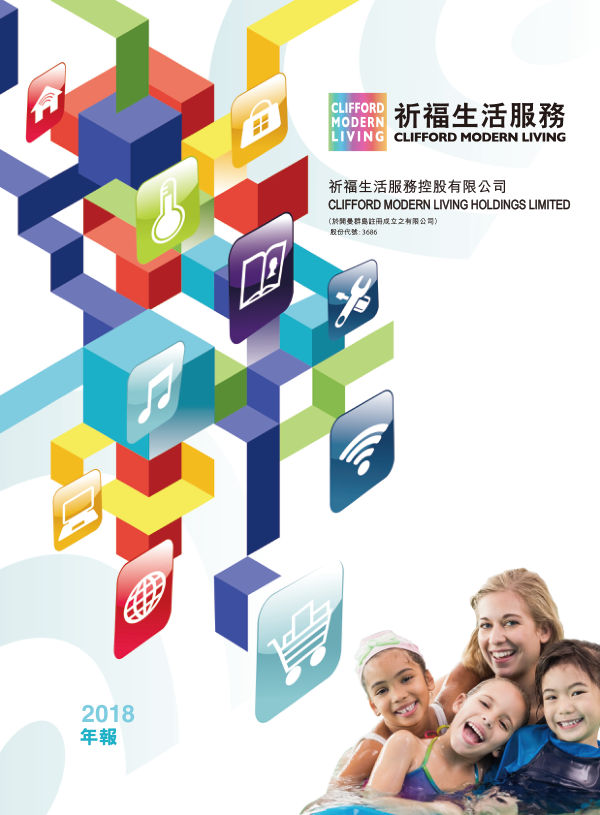 CLIFFORD
MODERN
LIVING
祈福生活服務
CLIFFORD MODERN LIVING
祈福生活服務控股有限公司
CLIFFORD MODERN LIVING HOLDINGS LIMITED
(於開曼群島註冊成立之有限公司)
股份代號: 3686
2018
年報